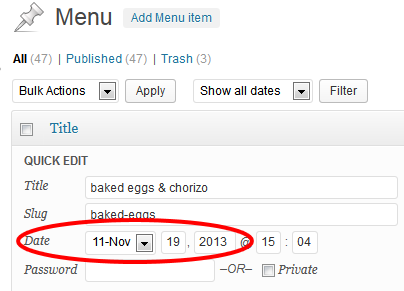 Menu Add Menu item
All (47) | Published (47) | Trash (3)
Bulk Actions Apply Show all dates Filter
Title
QUICK EDIT
Title baked eggs & chorizo
Slug baked-eggs
Date 11-Nov 19 , 2013 @ 15 : 04
Password –OR– Private